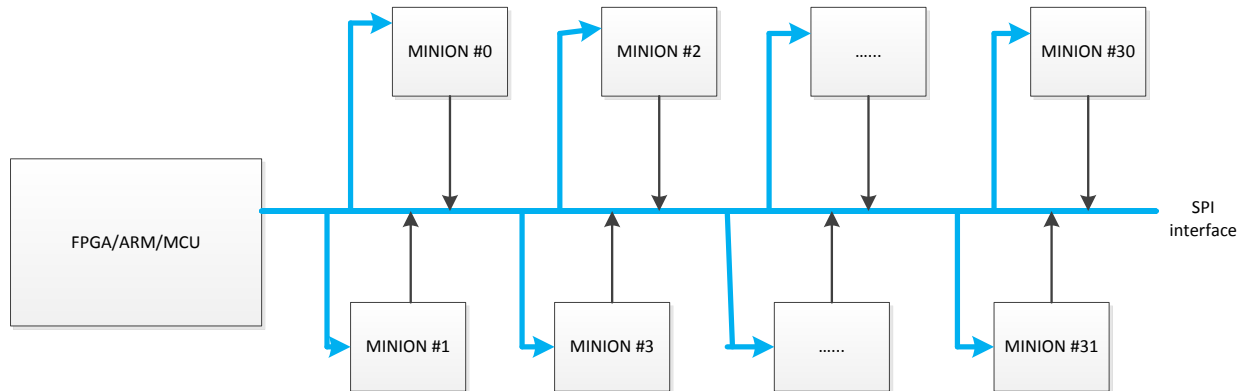 MINION #0
MINION #2
…...
MINION #30
FPGA/ARM/MCU
SPI
interface
MINION #1
MINION #3
…...
MINION #31